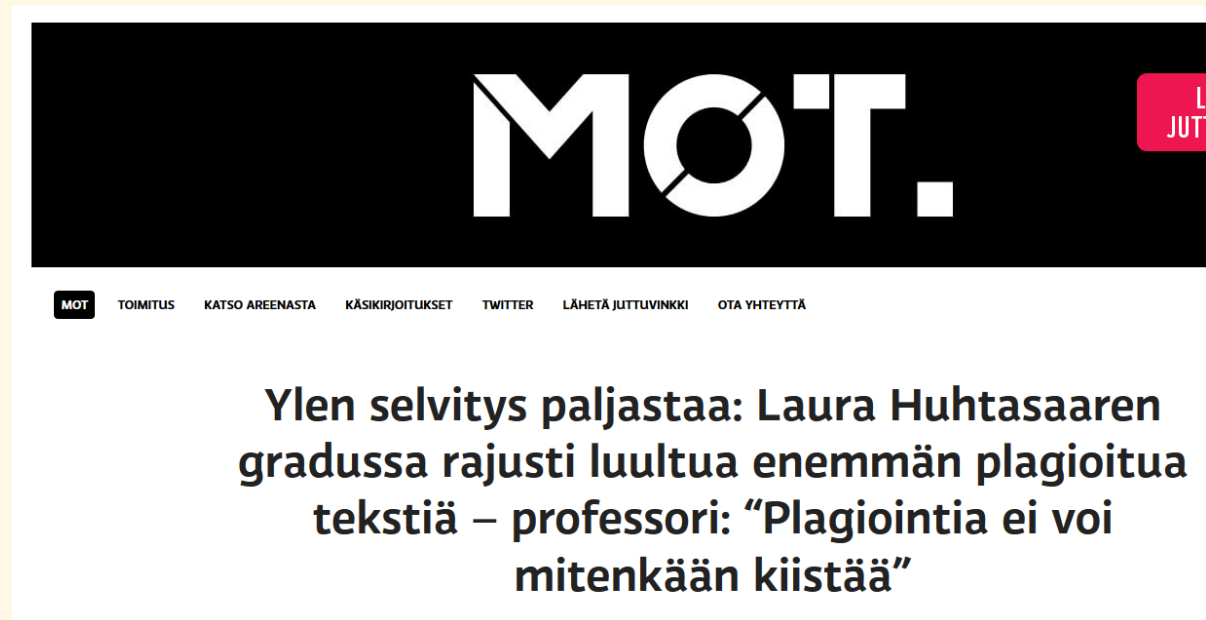 MOT.
L
JUTT
MOT TOIMITUS KATSO AREENASTA KÄSIKIRJOITUKSET TWITTER LÄHETÄ JUTTUVINKKI OTA YHTEYTTÄ
Ylen selvitys paljastaa: Laura Huhtasaaren
gradussa rajusti luultua enemmän plagioitua
tekstiä – professori: “Plagiointia ei voi
mitenkään kiistää”